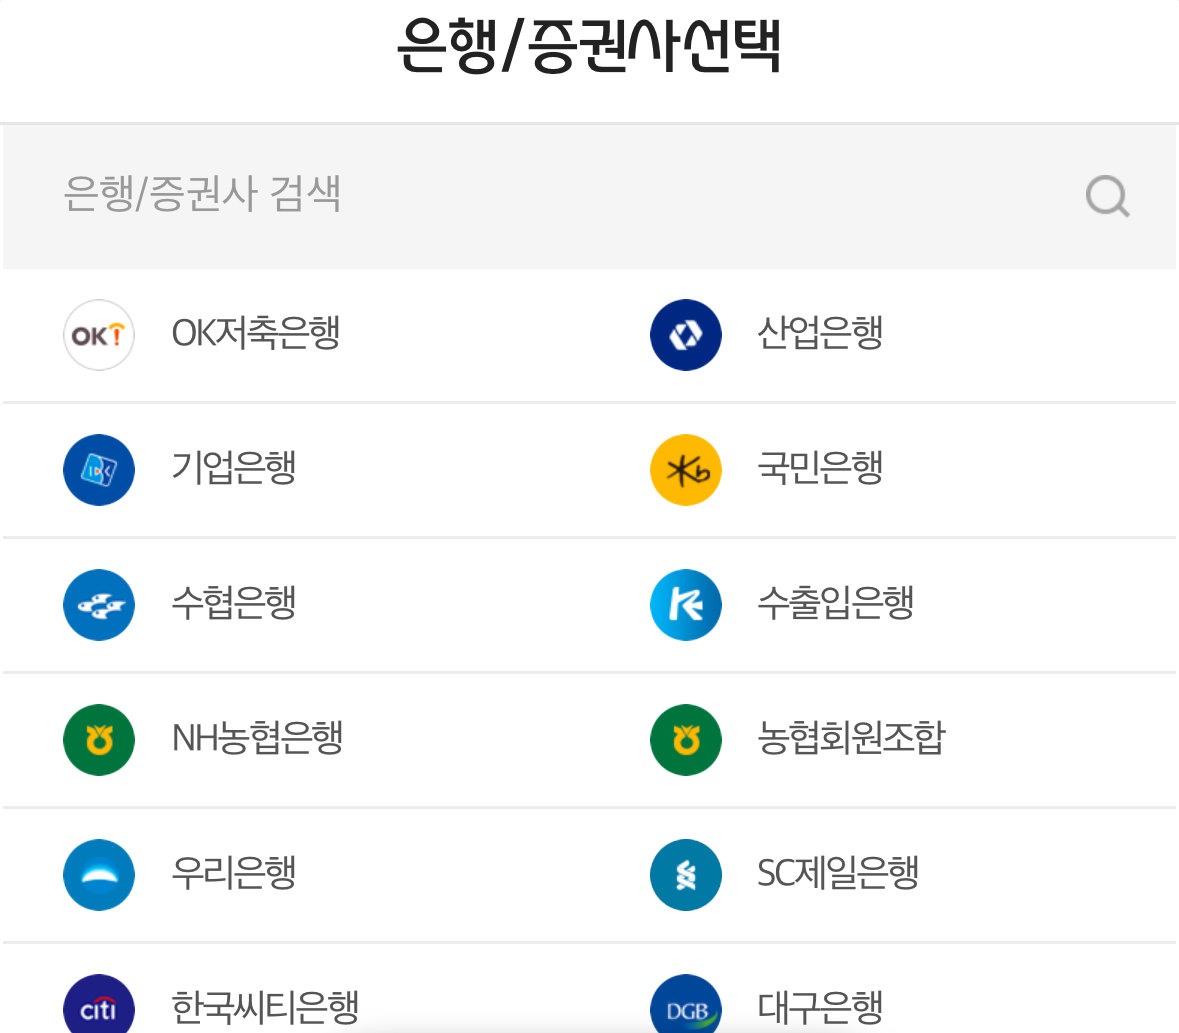 은행/증권사선택
은행/증권사 검색
OK! OK저축은행
산업은행
IBK 기업은행
Kb 국민은행
수협은행
수출입은행
NH농협은행
농협회원조합
우리은행
SC제일은행
citi 한국씨티은행
DGB 대구은행